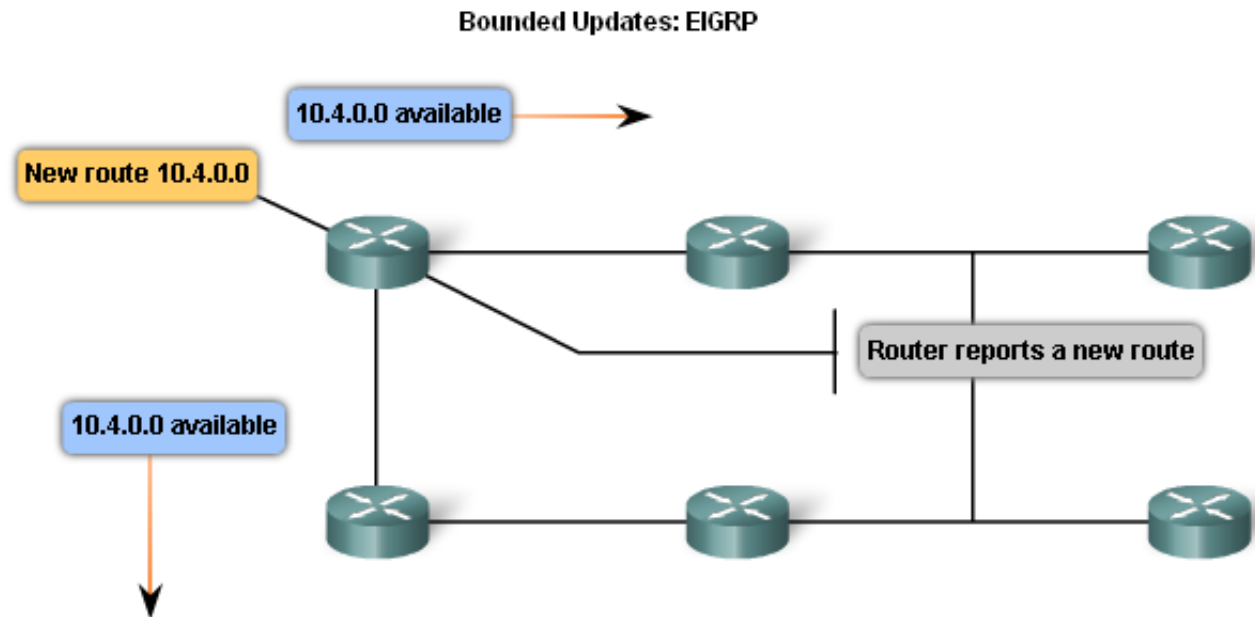 Bounded Updates: EIGRP
10.4.0.0 available
New route 10.4.0.0
Router reports a new route
10.4.0.0 available